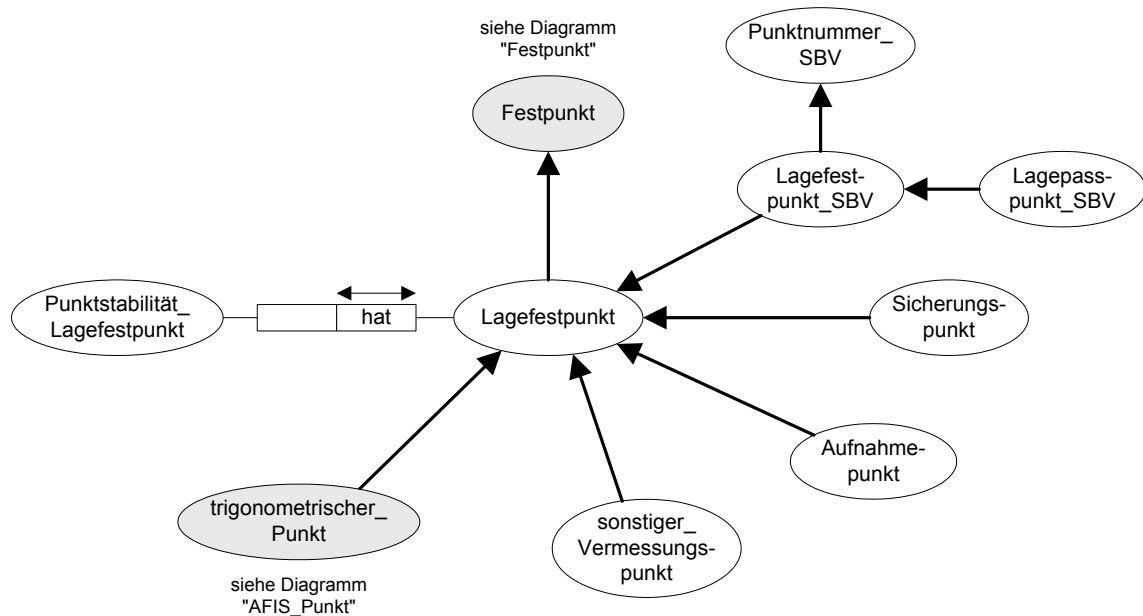 siehe Diagramm
"Festpunkt"
Festpunkt
Punktnummer_
SBV
Lagefest-
punkt_SBV
Lagepass-
punkt_SBV
Punktstabilität_
Lagefestpunkt
hat
Lagefestpunkt
Sicherungs-
punkt
Aufnahme-
punkt
trigonometrischer_
Punkt
siehe Diagramm
"AFIS_Punkt"
sonstiger_
Vermessungs-
punkt